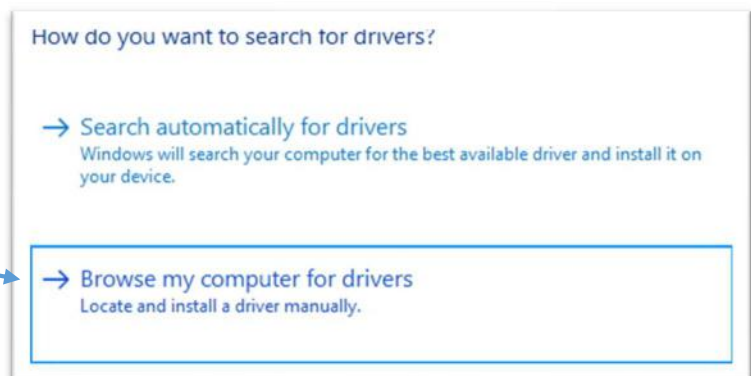 How do you want to search for drivers?
→ Search automatically for drivers
Windows will search your computer for the best available driver and install it on
your device.
→ Browse my computer for drivers
Locate and install a driver manually.